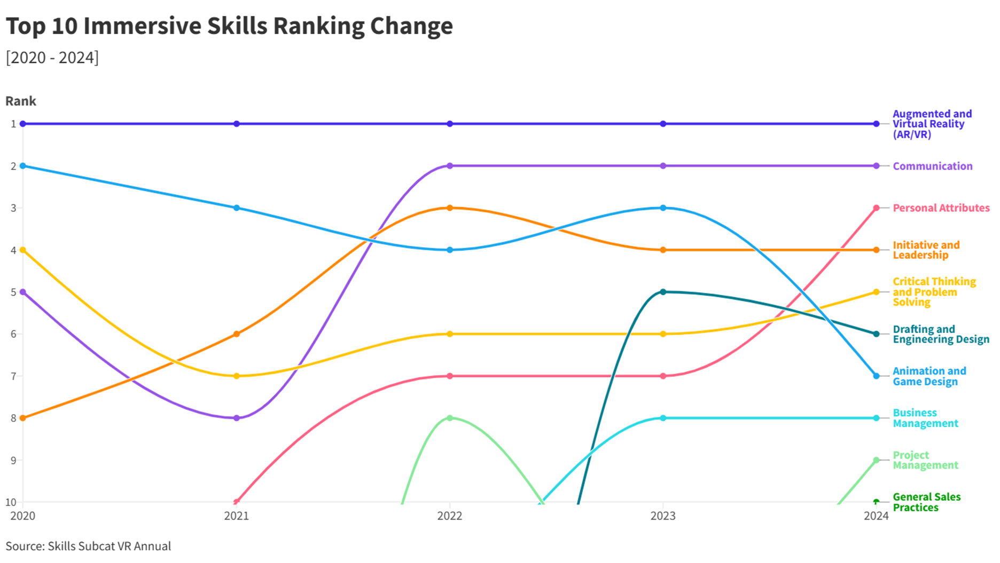 Top 10 Immersive Skills Ranking Change
[2020 - 2024]
Rank
1
2
3
4
5
6
7
8
9
10
Augmented and
Virtual Reality
(AR/VR)
Communication
Personal Attributes
Initiative and
Leadership
Critical Thinking
and Problem
Solving
Drafting and
Engineering Design
Animation and
Game Design
Business
Management
Project
Management
General Sales
Practices
2020 2021 2022 2023 2024
Source: Skills Subcat VR Annual